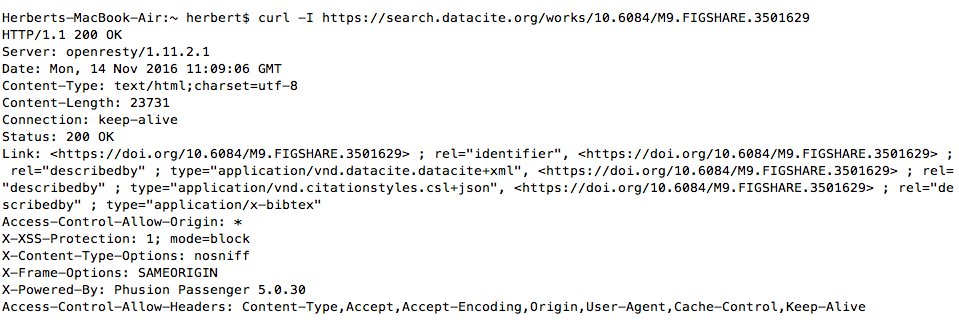 Herberts-MacBook-Air:~ herbert$ curl -I https://search.datacite.org/works/10.6084/M9.FIGSHARE.3501629
HTTP/1.1 200 OK
Server: openresty/1.11.2.1
Date: Mon, 14 Nov 2016 11:09:06 GMT
Content-Type: text/html;charset=utf-8
Content-Length: 23731
Connection: keep-alive
Status: 200 OK
Link: <https://doi.org/10.6084/M9.FIGSHARE.3501629> ; rel="identifier", <https://doi.org/10.6084/M9.FIGSHARE.3501629> ;
 rel="describedby" ; type="application/vnd.datacite.datacite+xml", <https://doi.org/10.6084/M9.FIGSHARE.3501629> ; rel=
"describedby" ; type="application/vnd.citationstyles.csl+json", <https://doi.org/10.6084/M9.FIGSHARE.3501629> ; rel="de
scribedby" ; type="application/x-bibtex"
Access-Control-Allow-Origin: *
X-XSS-Protection: 1; mode=block
X-Content-Type-Options: nosniff
X-Frame-Options: SAMEORIGIN
X-Powered-By: Phusion Passenger 5.0.30
Access-Control-Allow-Headers: Content-Type,Accept,Accept-Encoding,Origin,User-Agent,Cache-Control,Keep-Alive